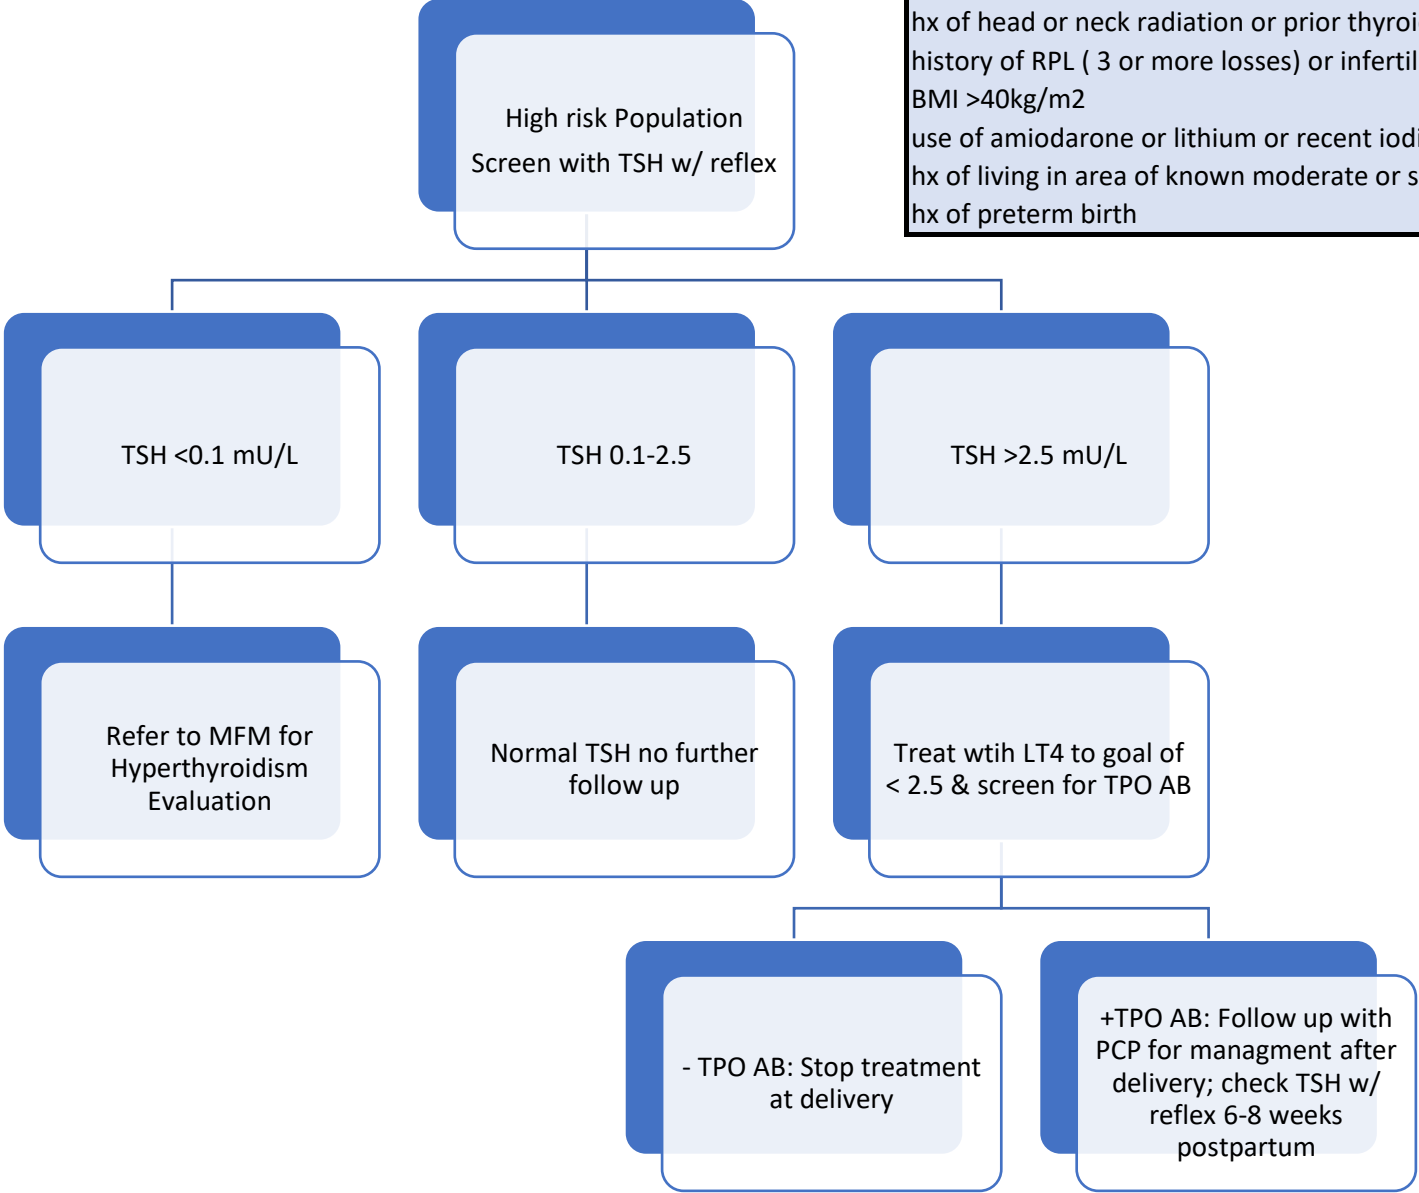 hx of head or neck radiation or prior
history of RPL ( 3 or more losses) or
BMI >40kg/m2
use of amiodarone or lithium or recent
hx of living in area of known moderate or
hx of preterm birth
High risk Population
Screen with TSH w/ reflex
TSH <0.1 mU/L
TSH 0.1-2.5
TSH >2.5 mU/L
Refer to MFM for
Hyperthyroidism
Evaluation
Normal TSH no further
follow up
Treat wtih LT4 to goal of
< 2.5 & screen for TPO AB
- TPO AB: Stop treatment
at delivery
+TPO AB: Follow up with
PCP for managment after
delivery; check TSH w/
reflex 6-8 weeks
postpartum